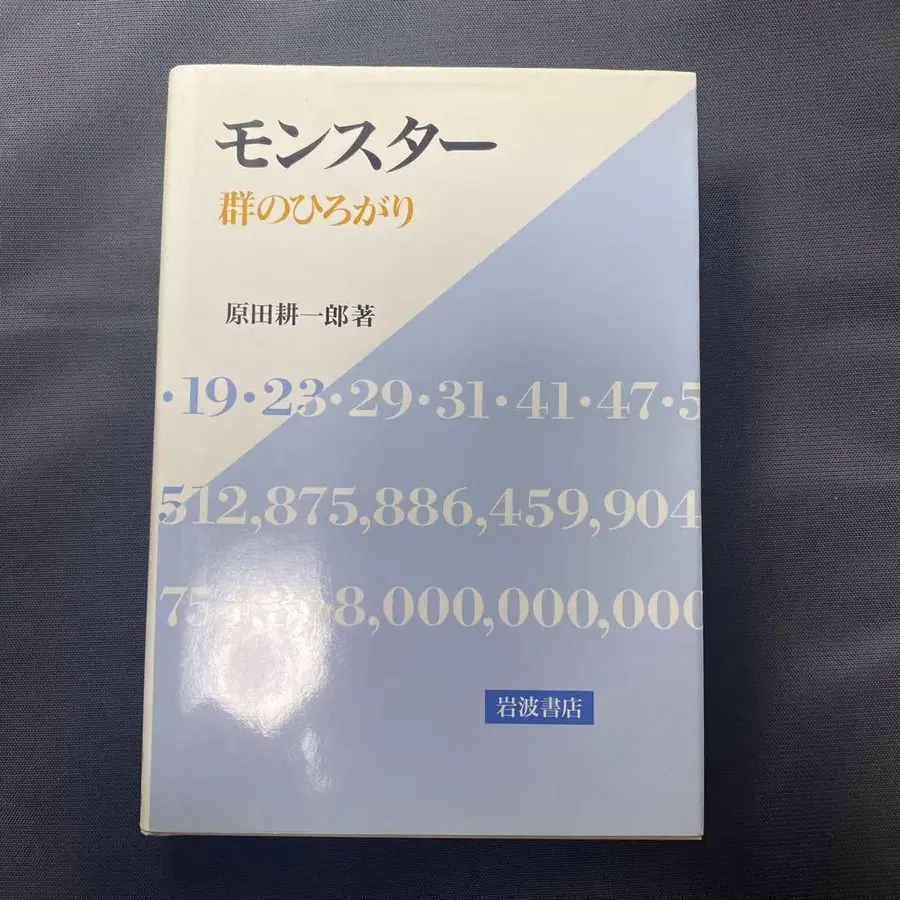 モンスター
群のひろがり
原田耕一郎著
·19·23·29·31·41·47·5
512,875,886,459,904
8,000,000,000
岩波書店